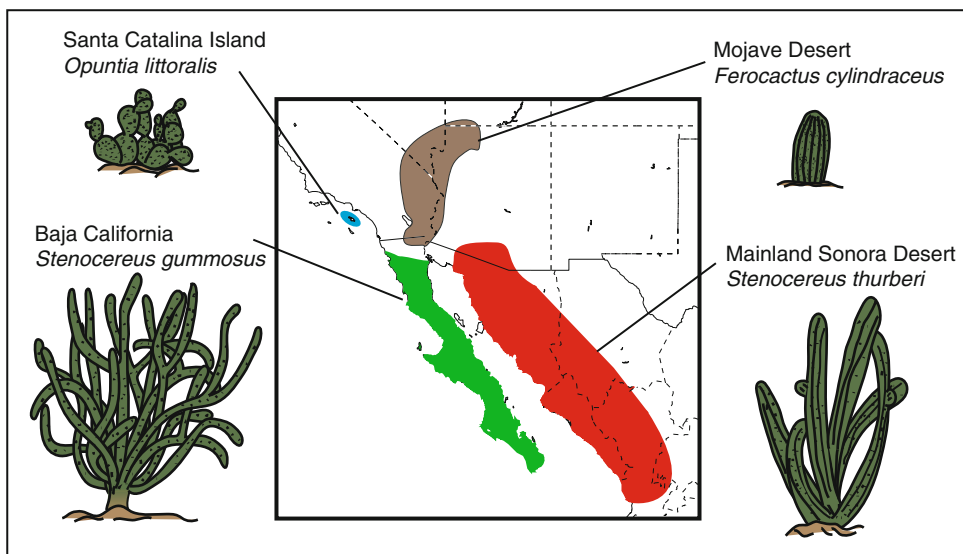 Santa Catalina Island
Opuntia littoralis
Mojave Desert
Ferocactus cylindraceus
Baja California
Stenocereus gummosus
Mainland Sonora Desert
Stenocereus thurberi